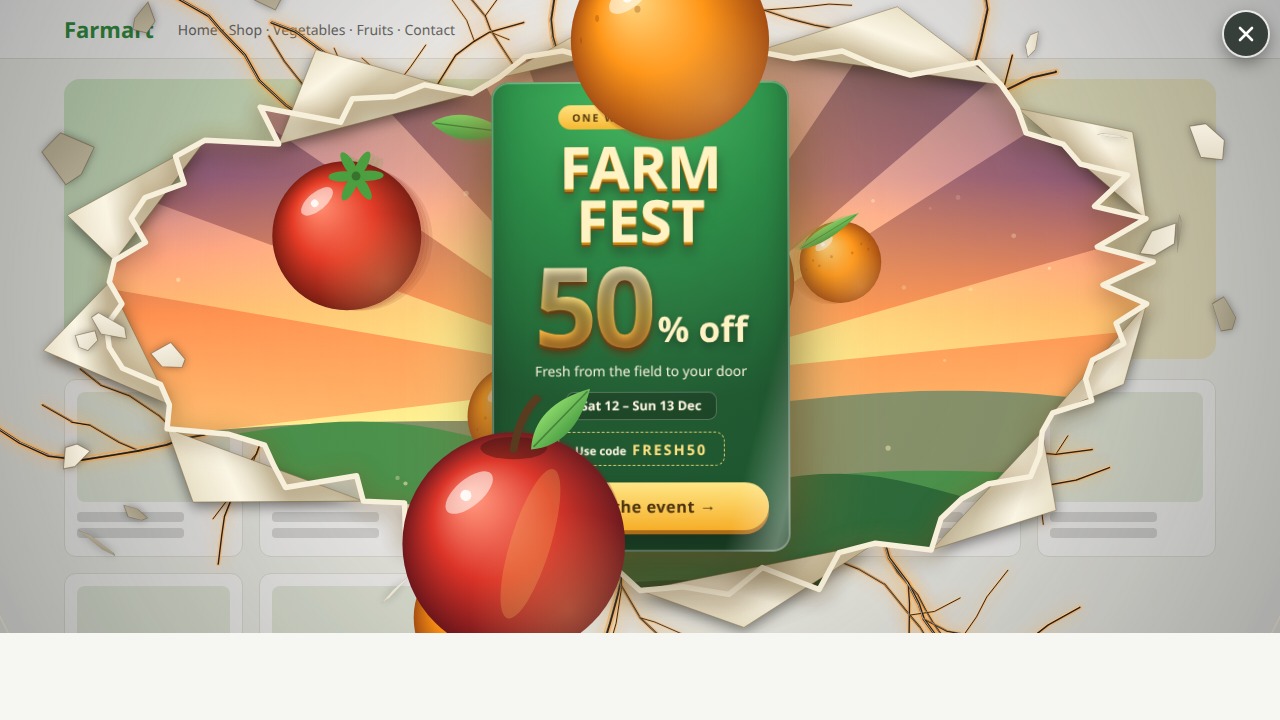 Farmart
Home · Shop · Vegetables · Fruits · Contact
ONE
FARM
FEST
50% off
Fresh from the field to your door
Sat 12 – Sun 13 Dec
Use code FRESH50
the event →